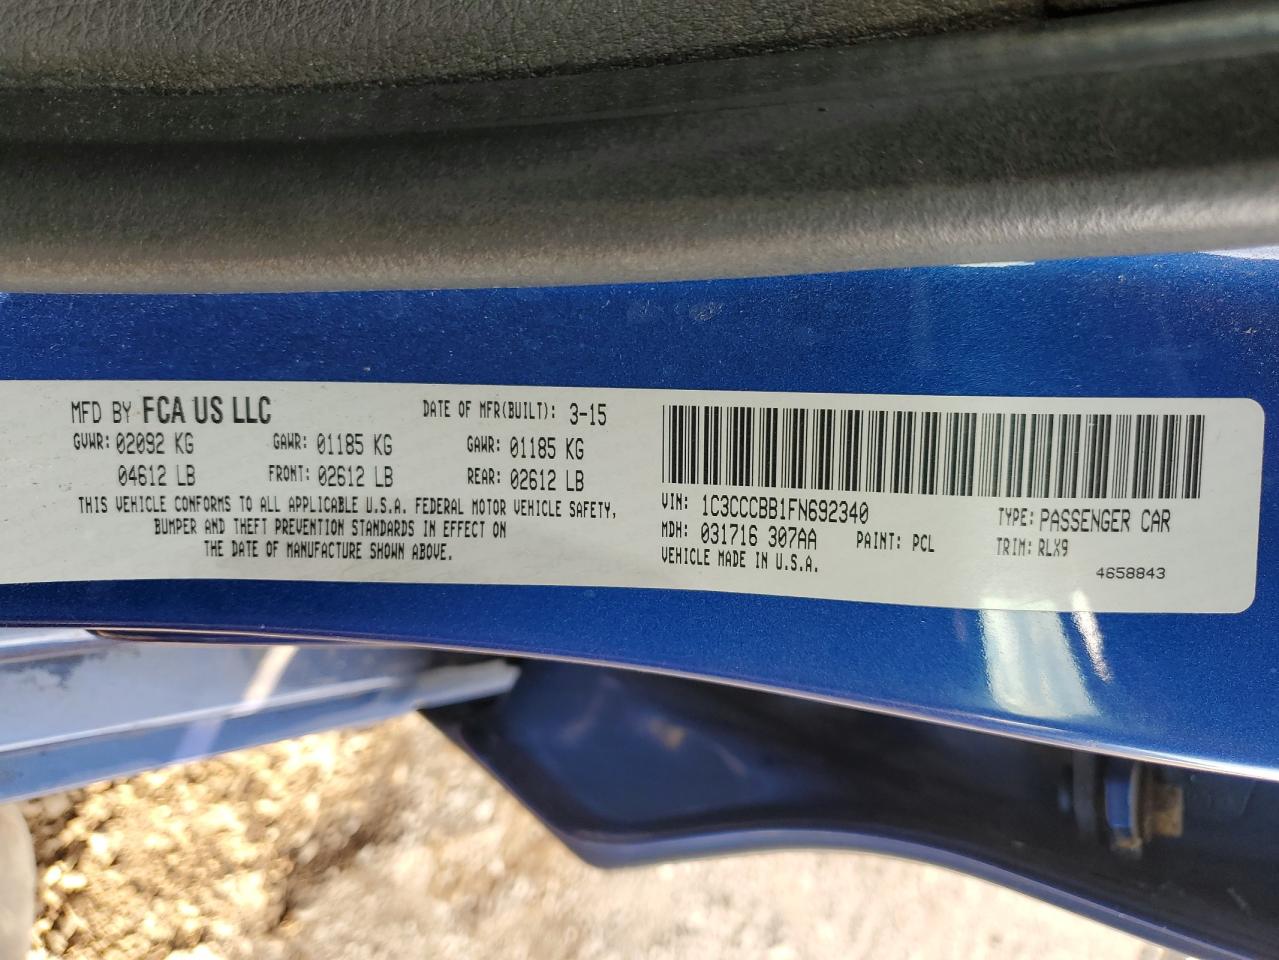 MFD BY FCA US LLC DATE OF MFR(BUILT): 3-15
GVWR: 02092 KG GAWR: 01185 KG GAWR: 01185 KG
04612 LB FRONT: 02612 LB REAR: 02612 LB
THIS VEHICLE CONFORMS TO ALL APPLICABLE U.S.A. FEDERAL MOTOR VEHICLE SAFETY,
BUMPER AND THEFT PREVENTION STANDARDS IN EFFECT ON
THE DATE OF MANUFACTURE SHOWN ABOVE.
VIN: 1C3CCCBB1FN692340 TYPE: PASSENGER CAR
MDH: 031716 307AA PAINT: PCL TRIM: RLX9
VEHICLE MADE IN U.S.A. 4658843